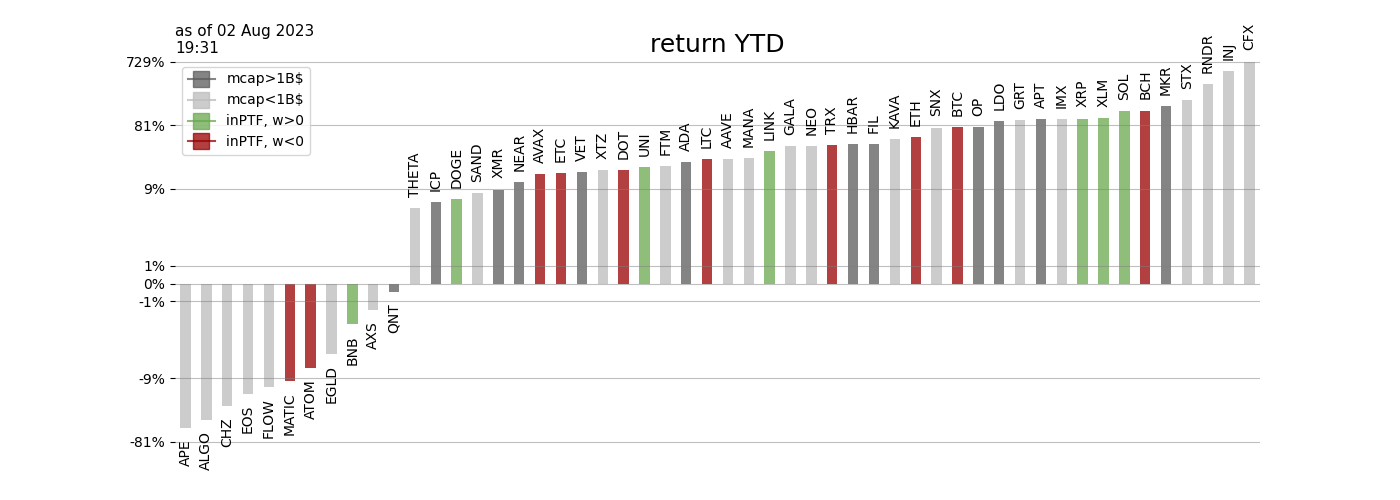 as of 02 Aug 2023
19:31
return YTD
729%
81%
9%
1%
0%
-1%
-9%
-81%
mcap>1B$
mcap<1B$
inPTF, w>0
inPTF, w<0
APE
ALGO
CHZ
EOS
FLOW
MATIC
ATOM
EGLD
BNB
AXS
QNT
THETA
ICP
DOGE
SAND
XMR
NEAR
AVAX
ETC
VET
XTZ
DOT
UNI
FTM
ADA
LTC
AAVE
MANA
LINK
GALA
NEO
TRX
HBAR
FIL
KAVA
ETH
SNX
BTC
OP
LDO
GRT
APT
IMX
XRP
XLM
SOL
BCH
MKR
STX
RNDR
INJ
CFX